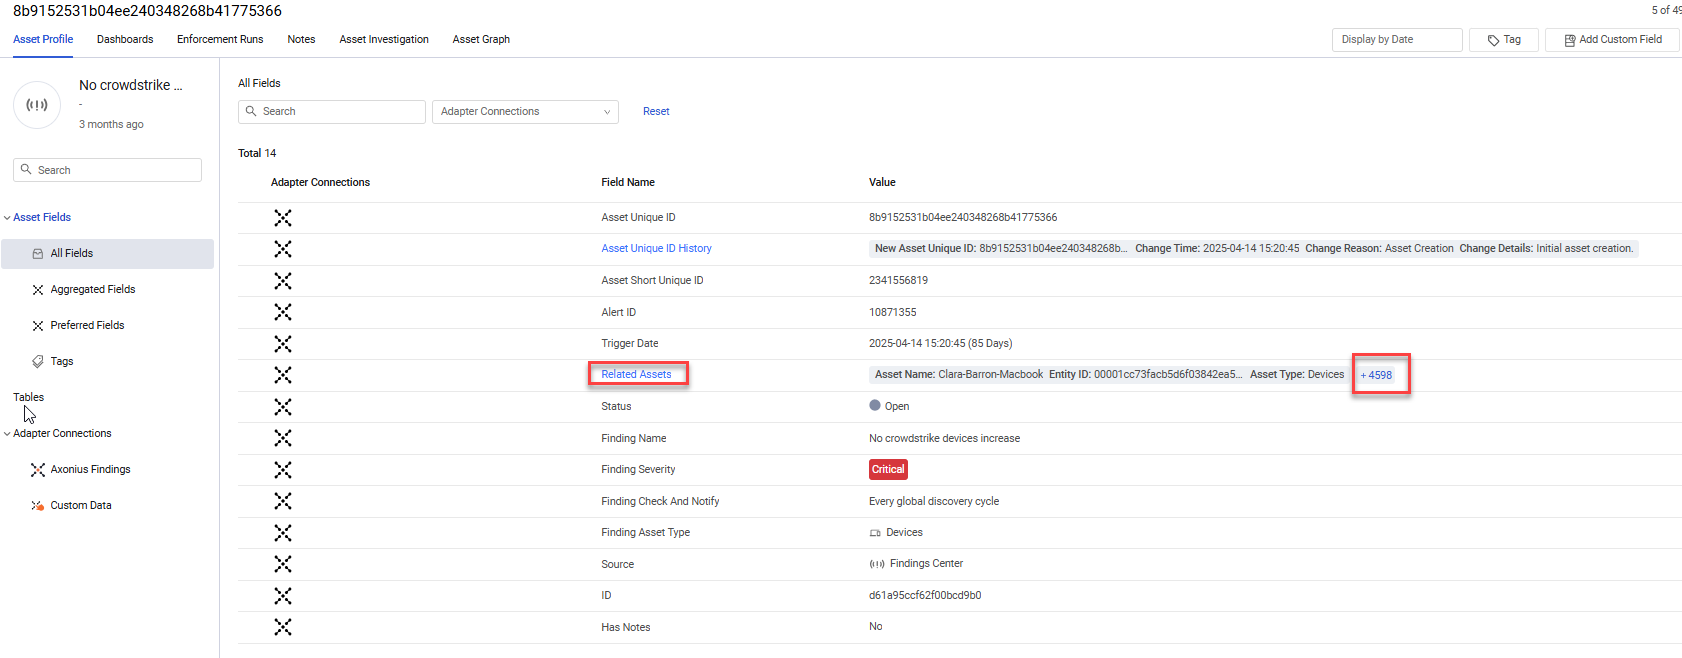 8b9152531b04ee240348268b41775366
5 of 49
Asset Profile Dashboards Enforcement Runs Notes Asset Investigation Asset Graph
Display by Date Tag Add Custom Field
No crowdstrike ...
-
3 months ago
Search
Asset Fields
All Fields
Aggregated Fields
Preferred Fields
Tags
Tables
Adapter Connections
Axonius Findings
Custom Data
All Fields
Search Adapter Connections Reset
Total 14
Adapter Connections Field Name Value
Asset Unique ID 8b9152531b04ee240348268b41775366
Asset Unique ID History New Asset Unique ID: 8b9152531b04ee240348268b... Change Time: 2025-04-14 15:20:45 Change Reason: Asset Creation Change Details: Initial asset creation.
Asset Short Unique ID 2341556819
Alert ID 10871355
Trigger Date 2025-04-14 15:20:45 (85 Days)
Related Assets Asset Name: Clara-Barron-Macbook Entity ID: 00001cc73facb5d6f03842ea5... Asset Type: Devices + 4598
Status Open
Finding Name No crowdstrike devices increase
Finding Severity Critical
Finding Check And Notify Every global discovery cycle
Finding Asset Type Devices
Source Findings Center
ID d61a95ccf62f00bcd9b0
Has Notes No